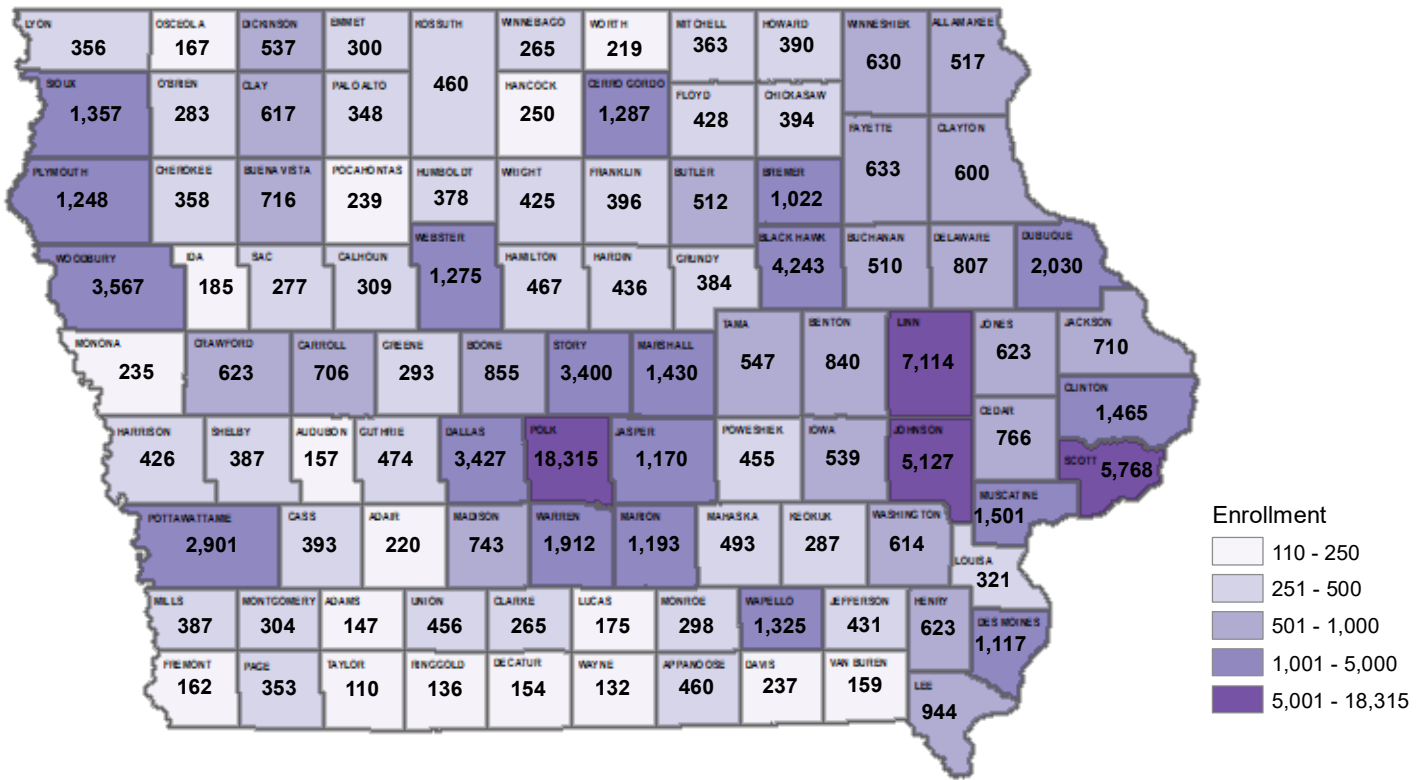 LYON
356
OSCEOLA
167
DICKINSON
537
EMMET
300
KOSSUTH
460
WINNEBAGO
265
WORTH
219
MITCHELL
363
HOWARD
390
WINNESHIEK
630
ALLAMAKEE
517
SIOUX
1,357
O'BRIEN
283
CLAY
617
PALO ALTO
348
HANCOCK
250
CERRO GORDO
1,287
FLOYD
428
CHICKASAW
394
FAYETTE
633
CLAYTON
600
PLYMOUTH
1,248
CHEROKEE
358
BUENA VISTA
716
POCAHONTAS
239
HUMBOLDT
378
WRIGHT
425
FRANKLIN
396
BUTLER
512
BREMER
1,022
WOODBURY
3,567
IDA
185
SAC
277
CALHOUN
309
WEBSTER
1,275
HAMILTON
467
HARDIN
436
GRUNDY
384
BLACK HAWK
4,243
BUCHANAN
510
DELAWARE
807
DUBUQUE
2,030
MONONA
235
CRAWFORD
623
CARROLL
706
GREENE
293
BOONE
855
STORY
3,400
MARSHALL
1,430
TAMA
547
BENTON
840
LINN
7,114
JONES
623
JACKSON
710
CLINTON
1,465
CEDAR
766
HARRISON
426
SHELBY
387
AUDUBON
157
GUTHRIE
474
DALLAS
3,427
POLK
18,315
JASPER
1,170
POWESHIEK
455
IOWA
539
JOHNSON
5,127
SCOTT 5,768
MUSCATINE
1,501
POTTAWATTAMIE
2,901
CASS
393
ADAIR
220
MADISON
743
WARREN
1,912
MARION
1,193
MAHASKA
493
KEOKUK
287
WASHINGTON
614
LOUISA
321
MILLS
387
MONTGOMERY
304
ADAMS
147
UNION
456
CLARKE
265
LUCAS
175
MONROE
298
WAPELLO
1,325
JEFFERSON
431
HENRY
623
DES MOINES
1,117
FREMONT
162
PAGE
353
TAYLOR
110
RINGGOLD
136
DECATUR
154
WAYNE
132
APPANOOSE
460
DAVIS
237
VAN BUREN
159
LEE
944
Enrollment
110 - 250
251 - 500
501 - 1,000
1,001 - 5,000
5,001 - 18,315